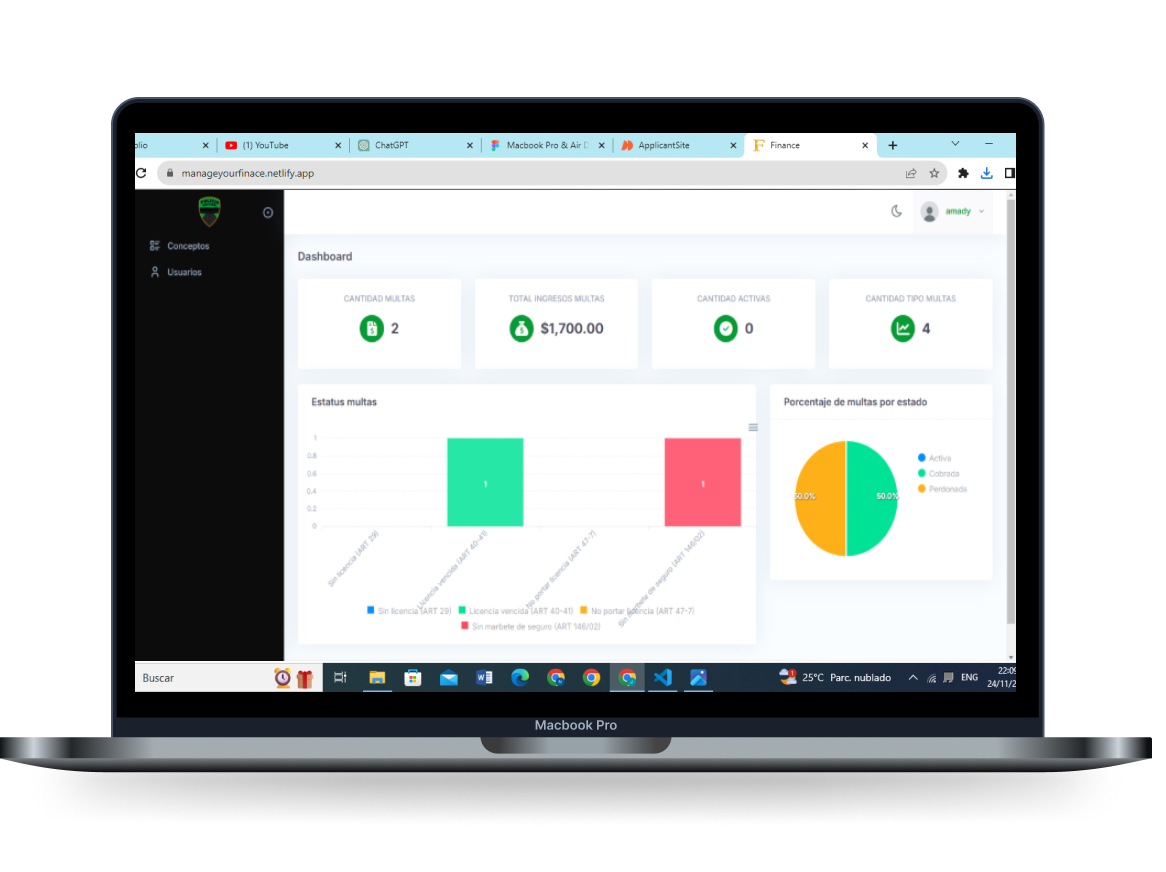 olio
(1) YouTube
ChatGPT
Macbook Pro & Air D
ApplicantSite
Finance
manageyourfinace.netlify.app
amady
Conceptos
Usuarios
Dashboard
CANTIDAD MULTAS
2
TOTAL INGRESOS MULTAS
$1,700.00
CANTIDAD ACTIVAS
0
CANTIDAD TIPO MULTAS
4
Estatus multas
1
0.8
0.6
0.4
0.2
0
1
1
Sin licencia (ART 29)
Licencia vencida (ART 40-41)
No portar licencia (ART 47-7)
Sin marbete de seguro (ART 146/02)
Sin licencia (ART 29)
Licencia vencida (ART 40-41)
No portar licencia (ART 47-7)
Sin marbete de seguro (ART 146/02)
Porcentaje de multas por estado
50.0%
50.0%
Activa
Cobrada
Perdonada
Buscar
1
25°C Parc. nublado
ENG
22:09
24/11/2
Macbook Pro